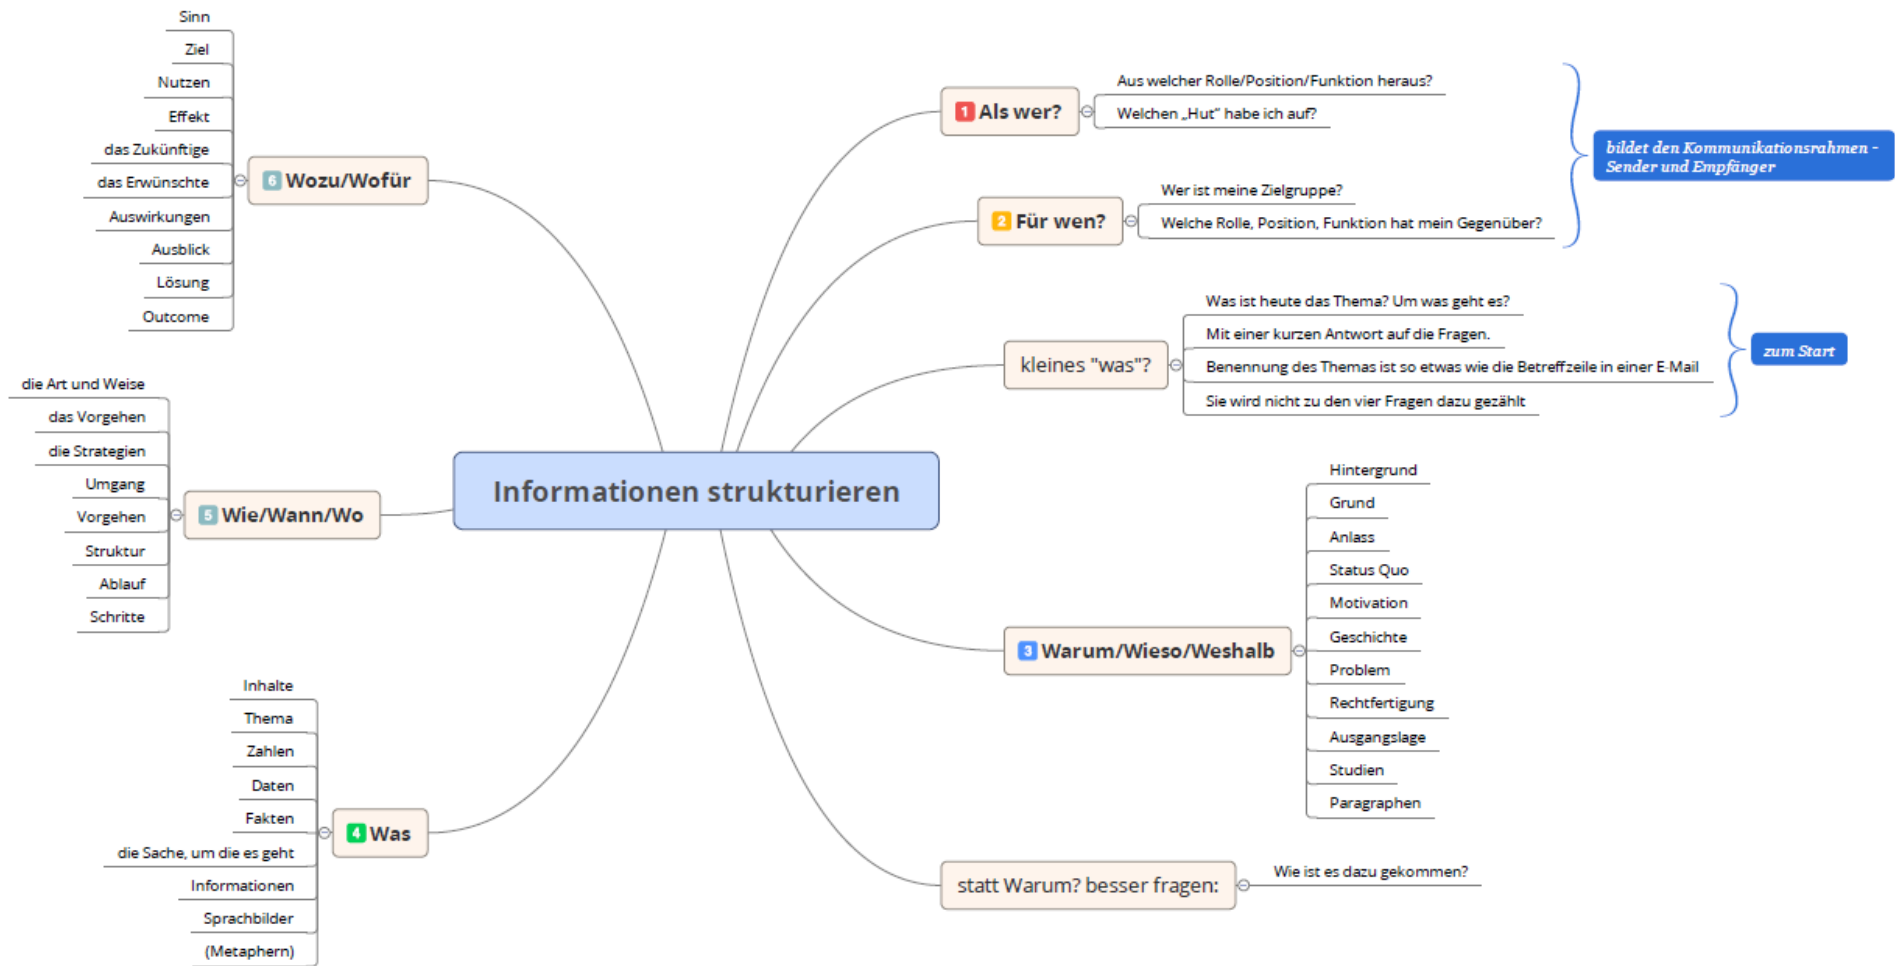 Informationen strukturieren
1 Als wer?
Aus welcher Rolle/Position/Funktion heraus?
Welchen „Hut" habe ich auf?
2 Für wen?
Wer ist meine Zielgruppe?
Welche Rolle, Position, Funktion hat mein Gegenüber?
bildet den Kommunikationsrahmen -
Sender und Empfänger
kleines "was"?
Was ist heute das Thema? Um was geht es?
Mit einer kurzen Antwort auf die Fragen.
Benennung des Themas ist so etwas wie die Betreffzeile in einer E-Mail
Sie wird nicht zu den vier Fragen dazu gezählt
zum Start
3 Warum/Wieso/Weshalb
Hintergrund
Grund
Anlass
Status Quo
Motivation
Geschichte
Problem
Rechtfertigung
Ausgangslage
Studien
Paragraphen
statt Warum? besser fragen:
Wie ist es dazu gekommen?
4 Was
Inhalte
Thema
Zahlen
Daten
Fakten
die Sache, um die es geht
Informationen
Sprachbilder
(Metaphern)
5 Wie/Wann/Wo
die Art und Weise
das Vorgehen
die Strategien
Umgang
Vorgehen
Struktur
Ablauf
Schritte
6 Wozu/Wofür
Sinn
Ziel
Nutzen
Effekt
das Zukünftige
das Erwünschte
Auswirkungen
Ausblick
Lösung
Outcome